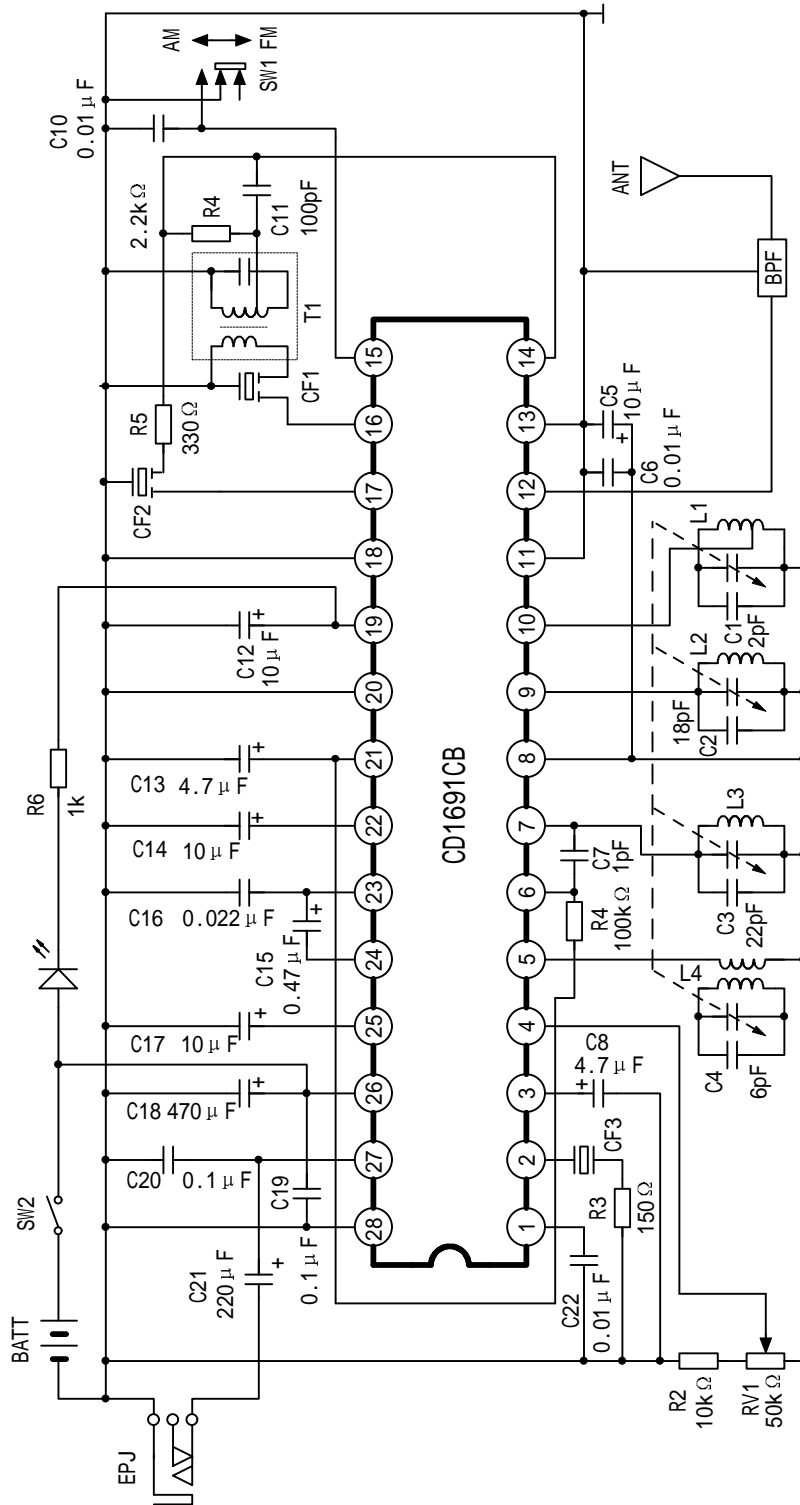 AM
FM
SW1
C10
0.01μF
2.2kΩ
R4
C11
100pF
T1
CF1
R5
330Ω
CF2
C12
10μF
R6
1k
C13 4.7μF
C14 10μF
C16 0.022μF
C15
0.47μF
C17 10μF
C18 470μF
C20 0.1μF
C19
0.1μF
SW2
C21
220μF
BATT
EPJ
15
16
17
18
19
20
21
22
23
24
25
26
27
28
CD1691CB
14
13
12
11
10
9
8
7
6
5
4
3
2
1
ANT
BPF
C5
10μF
C6
0.01μF
L1
C1
2pF
L2
18pF
C2
C7
1pF
R4
100kΩ
L3
C3
22pF
L4
C4
6pF
C8
4.7μF
CF3
R3
150Ω
C22
0.01μF
R2
10kΩ
RV1
50kΩ